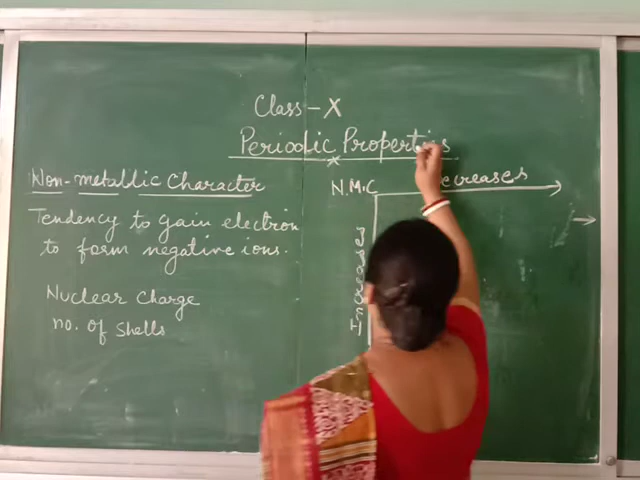 Class - X
Periodic Properties
Non-metallic Character
Tendency to gain electron
to form negative ions.
Nuclear Charge
no. of Shells
N.M.C ecreases
Increases